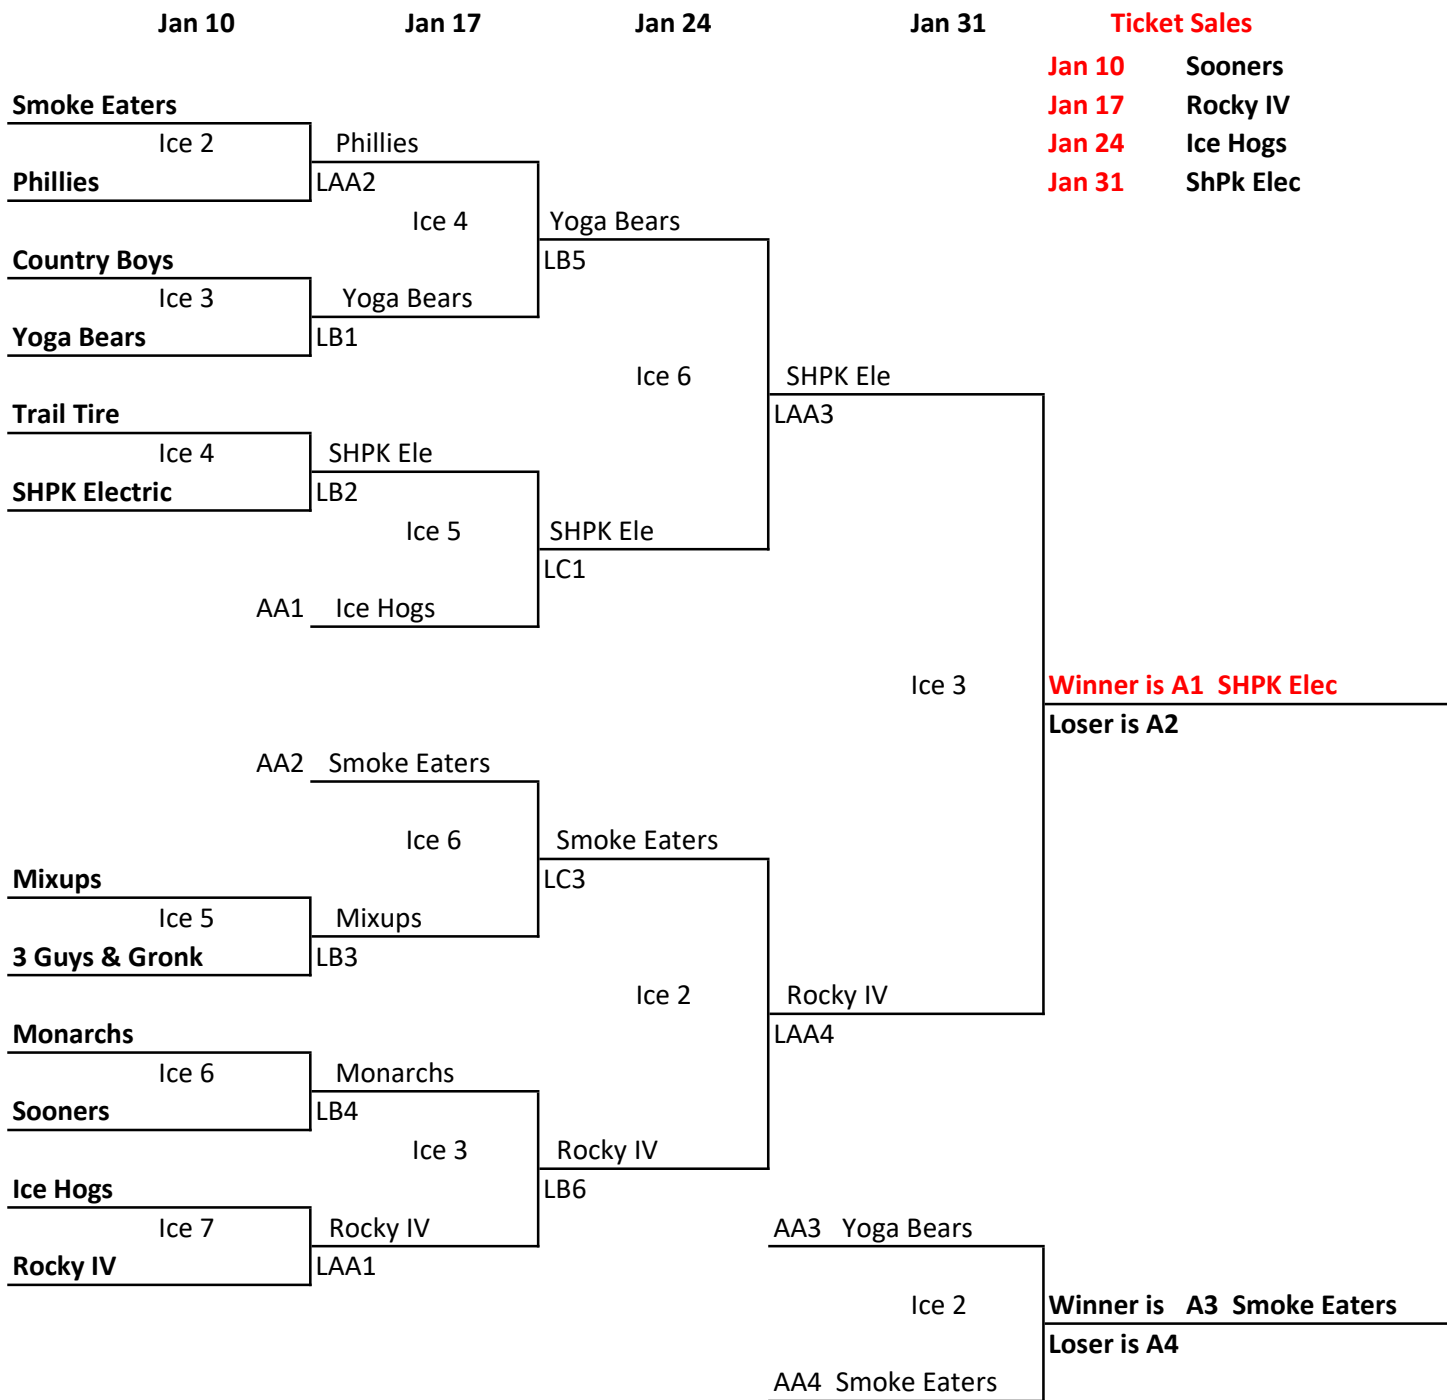 Jan 10 Jan 17 Jan 24 Jan 31 Ticket Sales
Jan 10 Sooners
Smoke Eaters Jan 17 Rocky IV
Ice 2 Phillies Jan 24 Ice Hogs
Phillies LAA2 Jan 31 ShPk Elec
Ice 4 Yoga Bears
Country Boys LB5
Ice 3 Yoga Bears
Yoga Bears LB1
Ice 6 SHPK Ele
Trail Tire LAA3
Ice 4 SHPK Ele
SHPK Electric LB2
Ice 5 SHPK Ele
LC1
AA1 Ice Hogs
Ice 3 Winner is A1 SHPK Elec
Loser is A2
AA2 Smoke Eaters
Ice 6 Smoke Eaters
Mixups LC3
Ice 5 Mixups
3 Guys & Gronk LB3
Ice 2 Rocky IV
Monarchs LAA4
Ice 6 Monarchs
Sooners LB4
Ice 3 Rocky IV
Ice Hogs LB6
Ice 7 Rocky IV AA3 Yoga Bears
Rocky IV LAA1
Ice 2 Winner is A3 Smoke Eaters
Loser is A4
AA4 Smoke Eaters